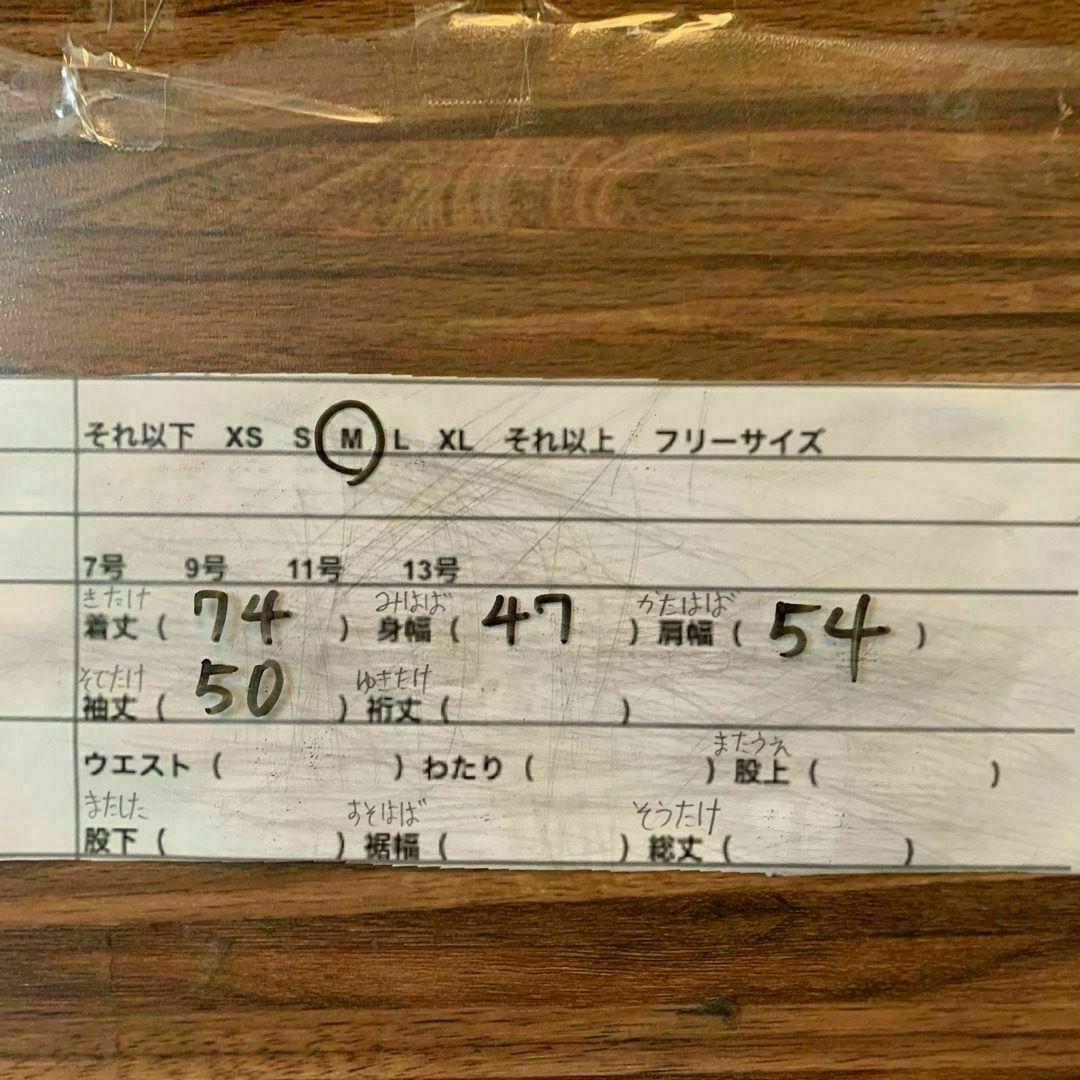 それ以下 XS S M L XL それ以上 フリーサイズ
7号 9号 11号 13号
きたけ みはば かたはば
着丈 ( 74 ) 身幅 ( 47 ) 肩幅 ( 54 )
そでたけ ゆきたけ
袖丈 ( 50 ) 裄丈 ( )
またうえ
ウエスト ( ) わたり ( ) 股上 ( )
またした すそはば そうたけ
股下 ( ) 裾幅 ( ) 総丈 ( )